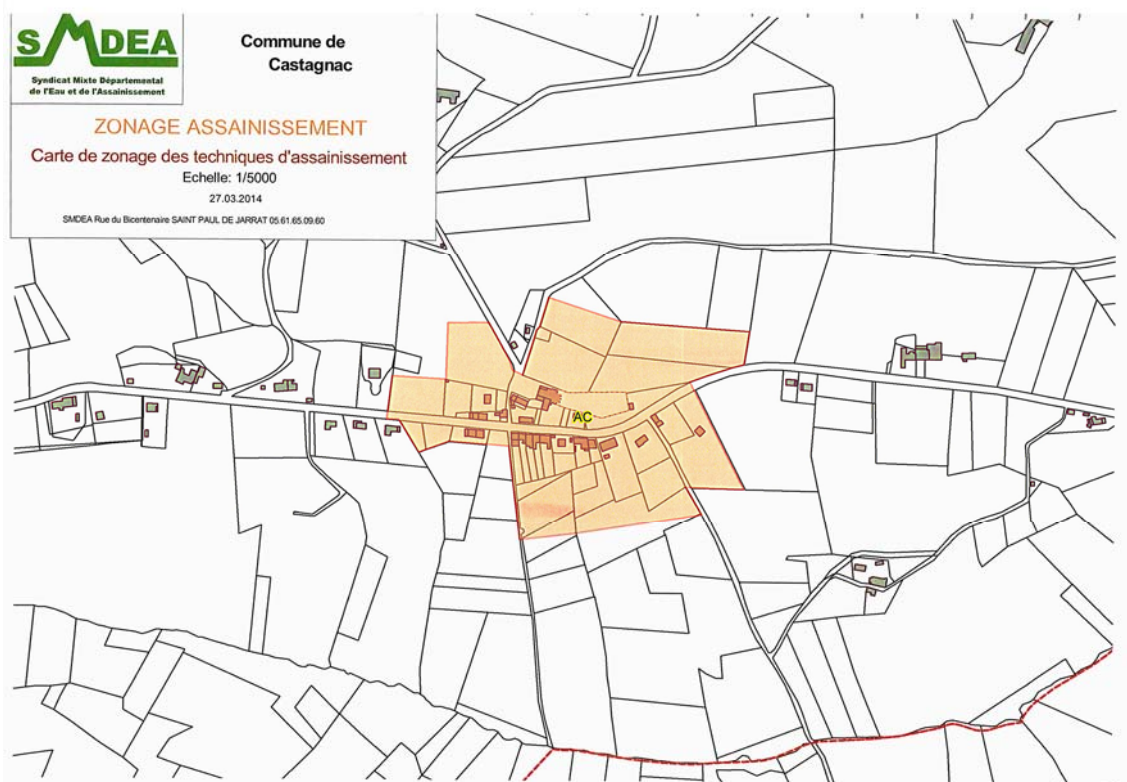 SMDEA
Syndicat Mixte Départemental
de l'Eau et de l'Assainissement
Commune de
Castagnac
ZONAGE ASSAINISSEMENT
Carte de zonage des techniques d'assainissement
Echelle: 1/5000
27.03.2014
SMDEA Rue du Bicentenaire SAINT PAUL DE JARRAT 05.61.65.09.60
AC